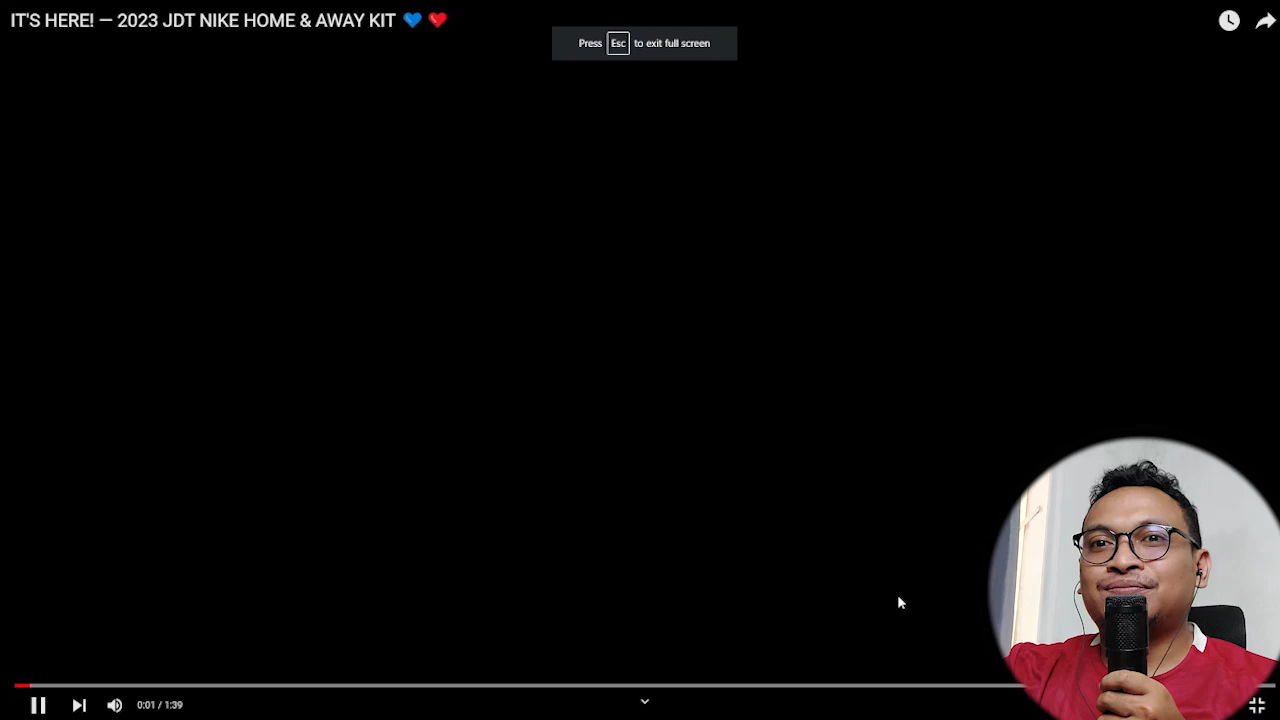 IT'S HERE! — 2023 JDT NIKE HOME & AWAY KIT 💙 ❤️
Press Esc to exit full screen
0:01 / 1:39